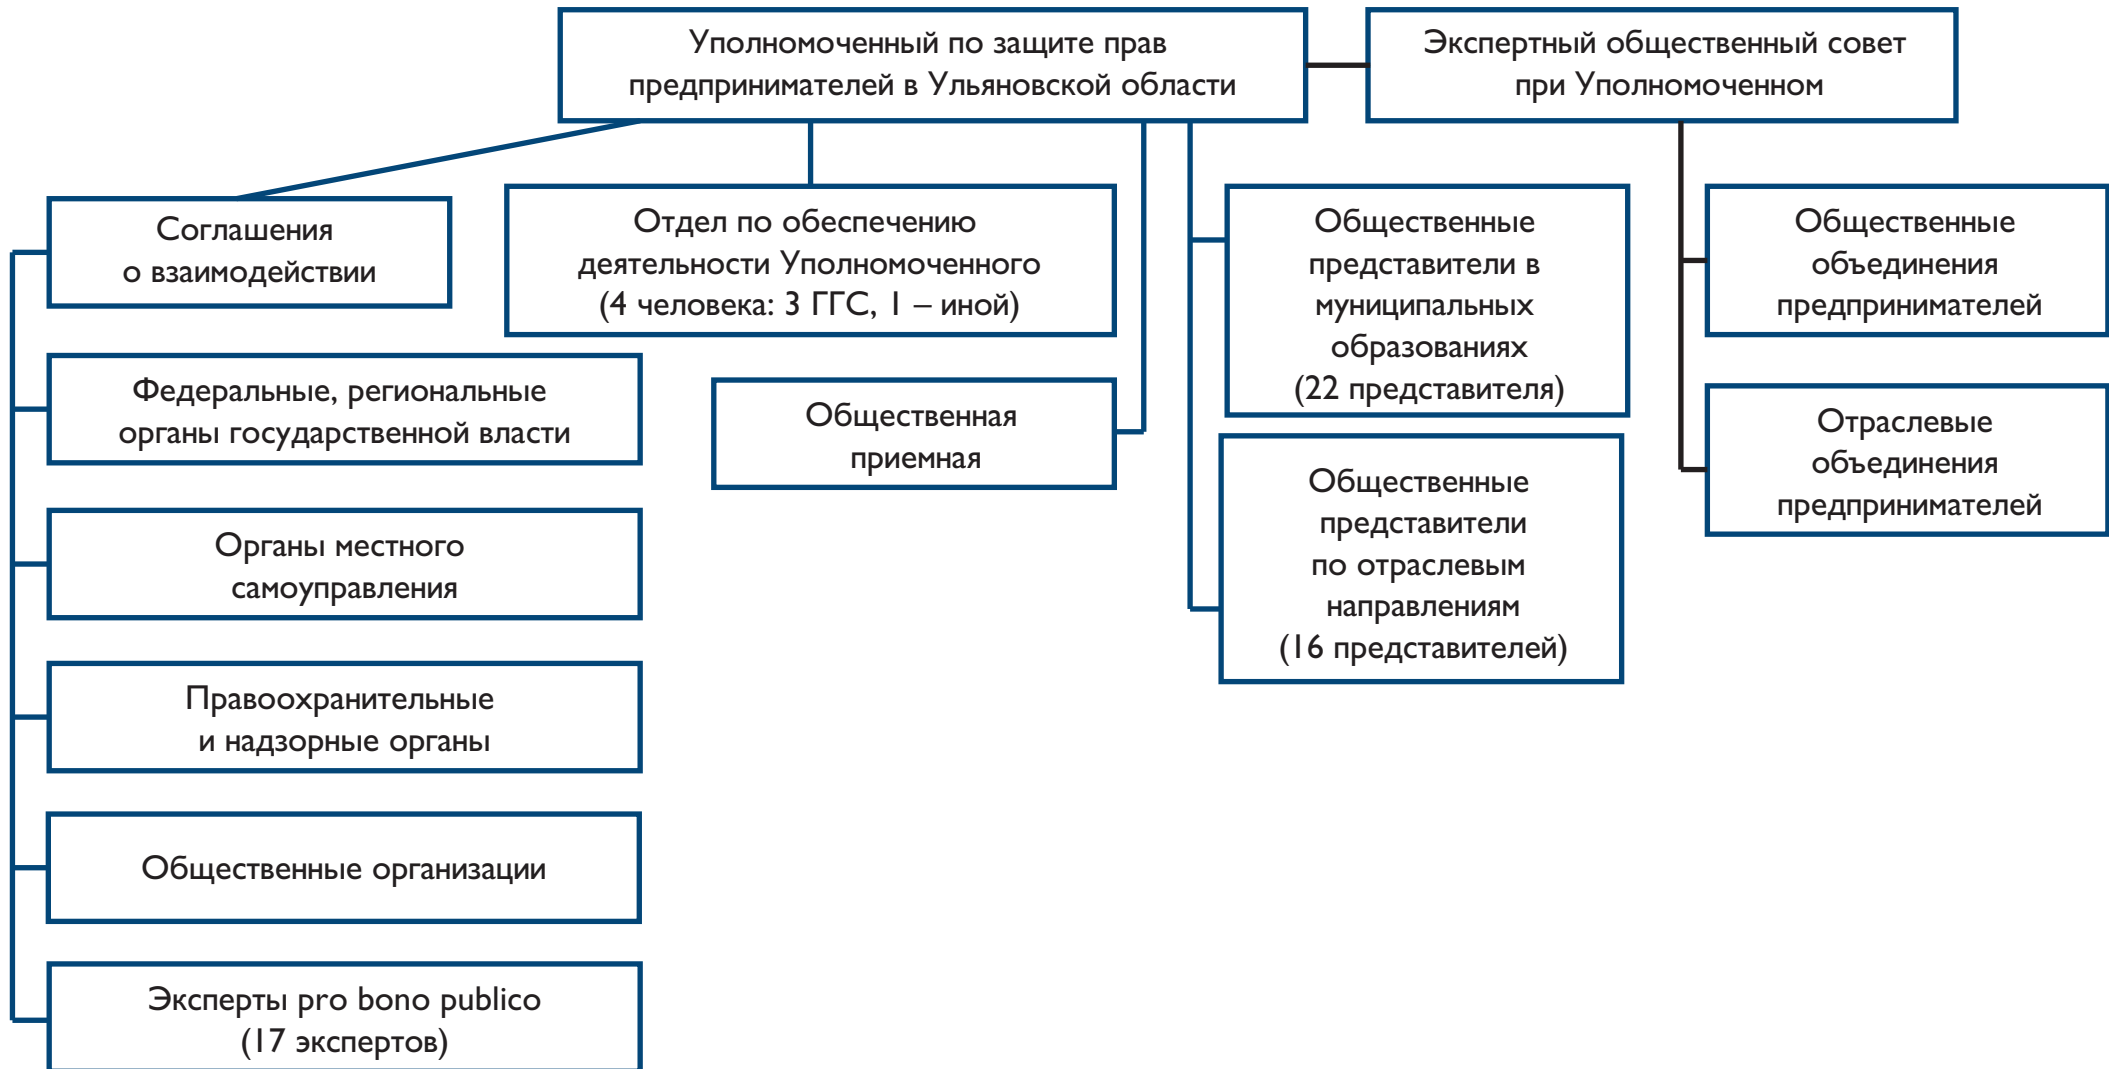 Уполномоченный по защите прав
предпринимателей в Ульяновской области
Экспертный общественный совет
при Уполномоченном
Соглашения
о взаимодействии
Отдел по обеспечению
деятельности Уполномоченного
(4 человека: 3 ГГС, 1 – иной)
Общественные
представители в
муниципальных
образованиях
(22 представителя)
Общественные
объединения
предпринимателей
Федеральные, региональные
органы государственной власти
Общественная
приемная
Отраслевые
объединения
предпринимателей
Общественные
представители
по отраслевым
направлениям
(16 представителей)
Органы местного
самоуправления
Правоохранительные
и надзорные органы
Общественные организации
Эксперты pro bono publico
(17 экспертов)